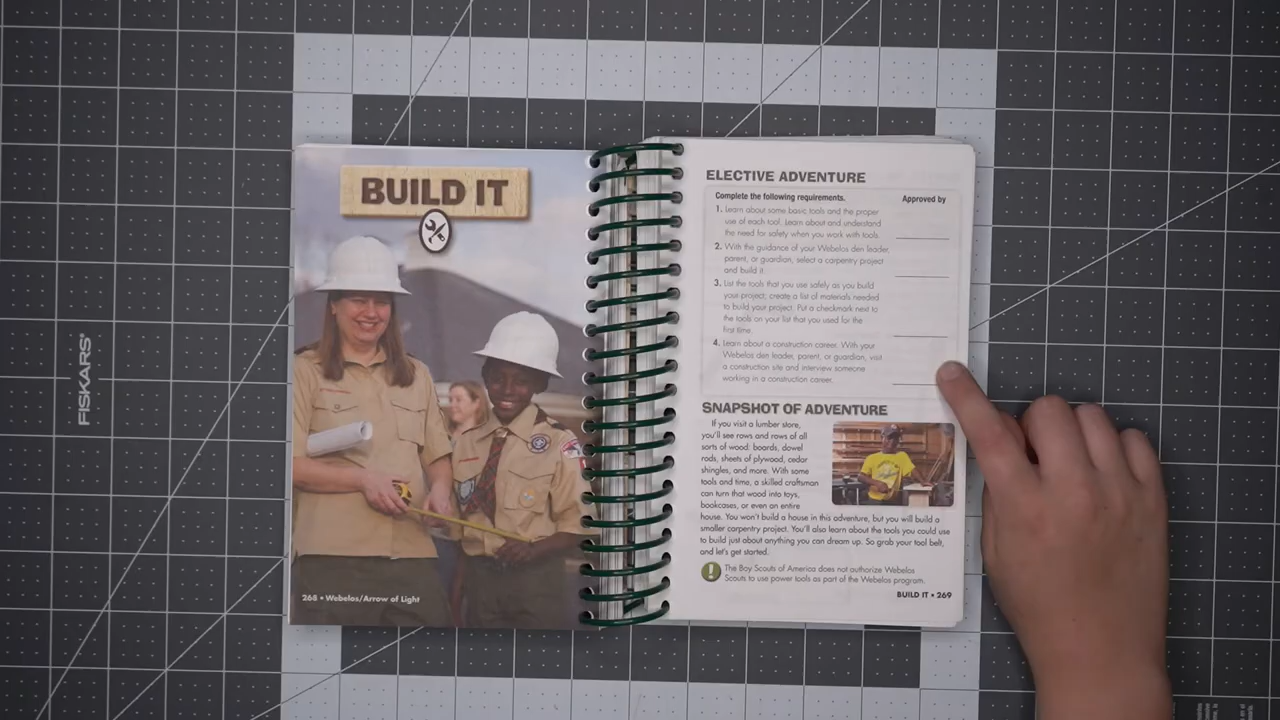 FISKARS
BUILD IT
268 • Webelos/Arrow of Light
ELECTIVE ADVENTURE
Complete the following requirements.
Approved by
1. Learn about some basic tools and the proper
use of each tool. Learn about and understand
the need for safety when you work with tools.
2. With the guidance of your Webelos den leader,
parent, or guardian, select a carpentry project
and build it.
3. List the tools that you use safely as you build
your project; create a list of materials needed
to build your project. Put a checkmark next to
the tools on your list that you used for the
first time.
4. Learn about a construction career. With your
Webelos den leader, parent, or guardian, visit
a construction site and interview someone
working in a construction career.
SNAPSHOT OF ADVENTURE
If you visit a lumber store,
you'll see rows and rows of all
sorts of wood: boards, dowel
rods, sheets of plywood, cedar
shingles, and more. With some
tools and time, a skilled craftsman
can turn that wood into toys,
bookcases, or even an entire
house. You won't build a house in this adventure, but you will build a
smaller carpentry project. You'll also learn about the tools you could use
to build just about anything you can dream up. So grab your tool belt,
and let's get started.
! The Boy Scouts of America does not authorize Webelos
Scouts to use power tools as part of the Webelos program.
BUILD IT • 269